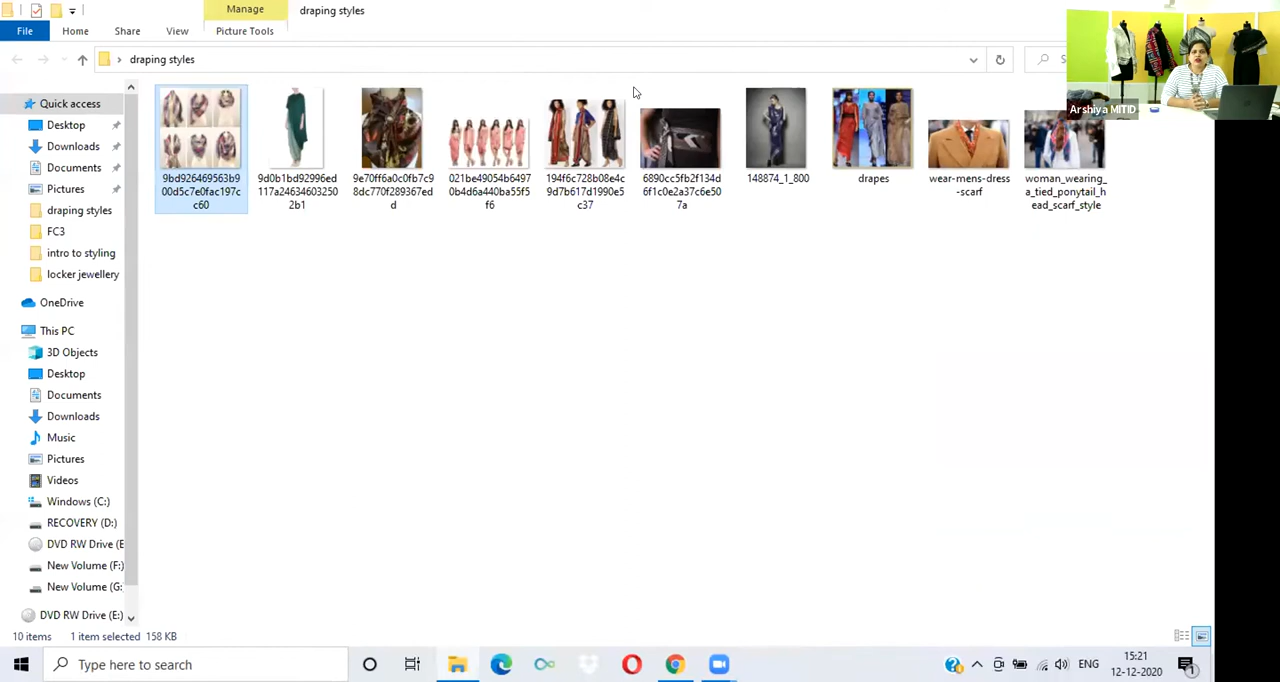 Manage
draping styles
File
Home
Share
View
Picture Tools
draping styles
Arshiya MITID
Quick access
Desktop
Downloads
Documents
Pictures
draping styles
FC3
intro to styling
locker jewellery
OneDrive
This PC
3D Objects
Desktop
Documents
Downloads
Music
Pictures
Videos
Windows (C:)
RECOVERY (D:)
DVD RW Drive (E
New Volume (F:)
New Volume (G:
DVD RW Drive (E:)
9bd926469563b9
00d5c7e0fac197c
c60
9d0b1bd92996ed
117a24634603250
2b1
9e70ff6a0c0fb7c9
8dc770f289367ed
d
021be49054b6497
0b4d6a440ba55f5
f6
194f6c728b08e4c
9d7b617d1990e5
c37
6890cc5fb2f134d
6f1c0e2a37c6e50
7a
148874_1_800
drapes
wear-mens-dress
-scarf
woman_wearing_
a_tied_ponytail_h
ead_scarf_style
10 items
1 item selected
158 KB
Type here to search
ENG
15:21
12-12-2020
1